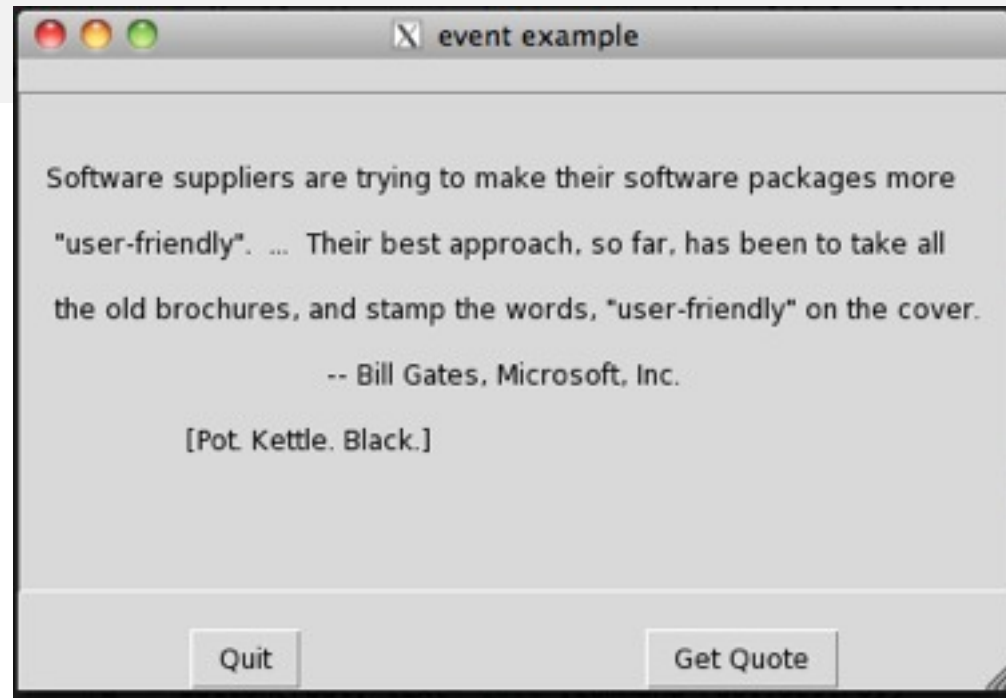 X event example
Software suppliers are trying to make their software packages more
"user-friendly". ... Their best approach, so far, has been to take all
the old brochures, and stamp the words, "user-friendly" on the cover.
-- Bill Gates, Microsoft, Inc.
[Pot. Kettle. Black.]
Quit Get Quote